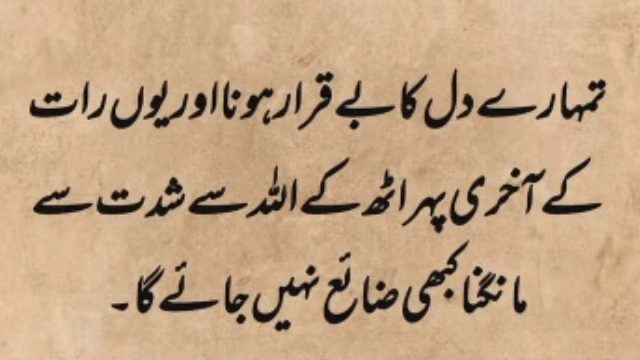 تمہارے دل کا بے قرار ہونا اور یوں رات
کے آخری پہر اٹھ کے اللہ سے شدت سے
مانگنا کبھی ضائع نہیں جائے گا۔